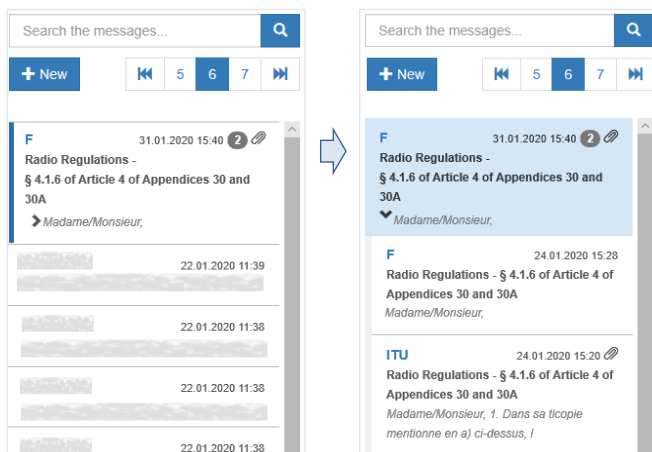 Search the messages...
+ New
5 6 7
F 31.01.2020 15:40 2
Radio Regulations -
§ 4.1.6 of Article 4 of Appendices 30 and
30A
Madame/Monsieur,
22.01.2020 11:39
22.01.2020 11:38
22.01.2020 11:38
22.01.2020 11:38
Search the messages...
+ New
5 6 7
F 31.01.2020 15:40 2
Radio Regulations -
§ 4.1.6 of Article 4 of Appendices 30 and
30A
Madame/Monsieur,
F 24.01.2020 15:28
Radio Regulations - § 4.1.6 of Article 4 of
Appendices 30 and 30A
Madame/Monsieur,
ITU 24.01.2020 15:20
Radio Regulations - § 4.1.6 of Article 4 of
Appendices 30 and 30A
Madame/Monsieur, 1. Dans sa tlcopie
mentionne en a) ci-dessus, l